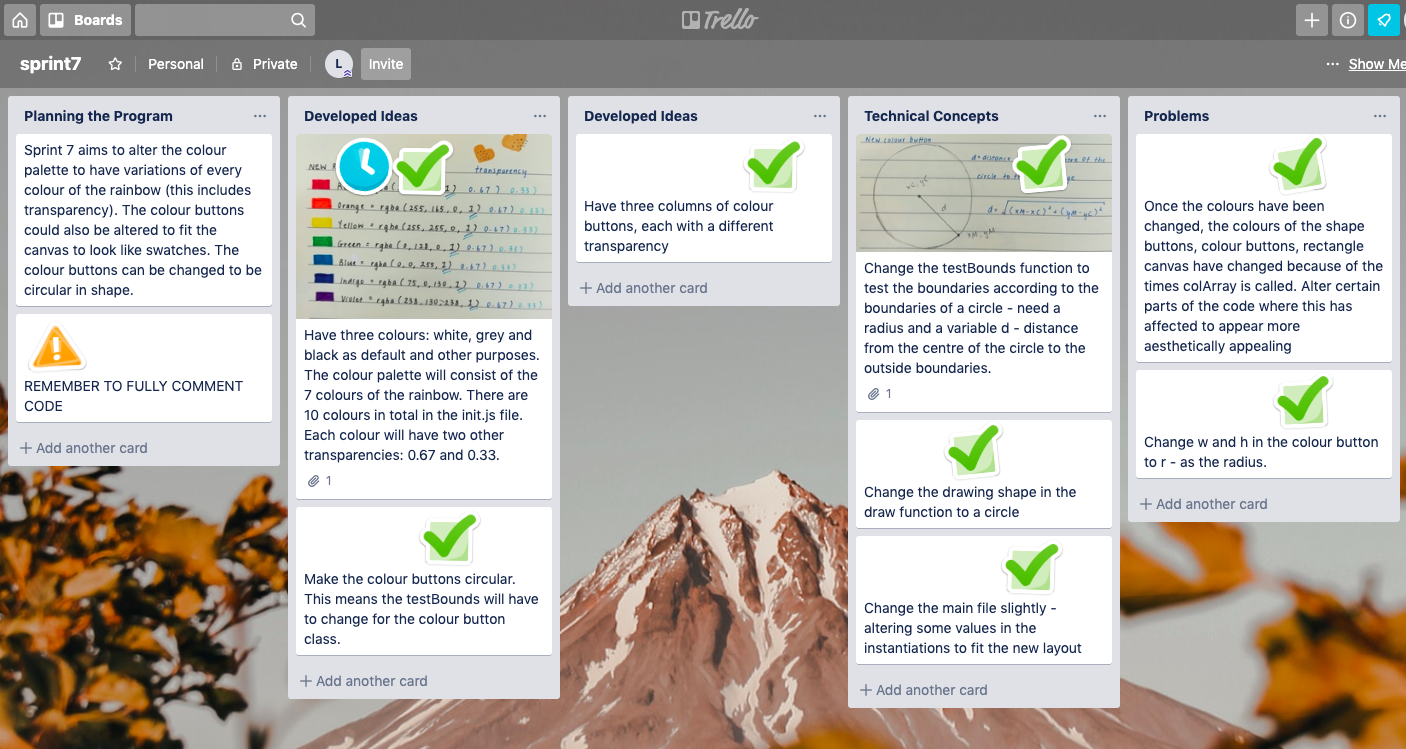 Boards
Trello
sprint7
Personal
Private
L
Invite
... Show Me
Planning the Program
Sprint 7 aims to alter the colour
palette to have variations of every
colour of the rainbow (this includes
transparency). The colour buttons
could also be altered to fit the
canvas to look like swatches. The
colour buttons can be changed to be
circular in shape.
REMEMBER TO FULLY COMMENT
CODE
+ Add another card
Developed Ideas
NEW
transparency
0.67) 0.33)
Orange = rgba (255, 165, 0, 1) 0.67) 0.33)
Yellow = rgba (255, 255, 0, 1) 0.67) 0.33)
Green = rgba (0, 128, 0, 1) 0.67) 0.33)
Blue = rgba (0, 0, 255, 1) 0.67) 0.33)
Indigo = rgba (75, 0, 130, 1) 0.67) 0.33)
Violet = rgba (238, 130, 238, 1) 0.67) 0.33)
Have three colours: white, grey and
black as default and other purposes.
The colour palette will consist of the
7 colours of the rainbow. There are
10 colours in total in the init.js file.
Each colour will have two other
transparencies: 0.67 and 0.33.
1
Make the colour buttons circular.
This means the testBounds will have
to change for the colour button
class.
+ Add another card
Developed Ideas
Have three columns of colour
buttons, each with a different
transparency
+ Add another card
Technical Concepts
New colour button
d = distance of the
circle to
xC, yC
d
d = √(xM-xC)² + (yM-yC)²
xM, yM
Change the testBounds function to
test the boundaries according to the
boundaries of a circle - need a
radius and a variable d - distance
from the centre of the circle to the
outside boundaries.
1
Change the drawing shape in the
draw function to a circle
Change the main file slightly -
altering some values in the
instantiations to fit the new layout
+ Add another card
Problems
Once the colours have been
changed, the colours of the shape
buttons, colour buttons, rectangle
canvas have changed because of the
times colArray is called. Alter certain
parts of the code where this has
affected to appear more
aesthetically appealing
Change w and h in the colour button
to r - as the radius.
+ Add another card